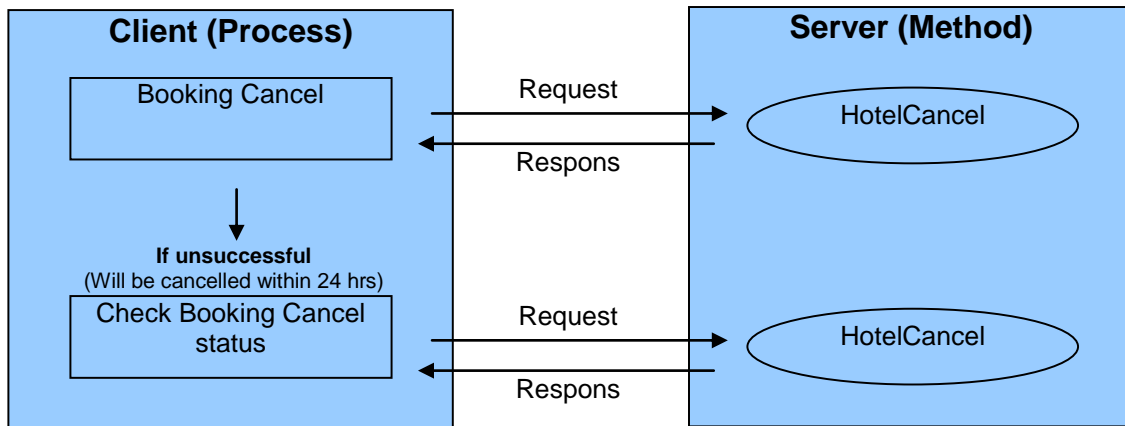 Client (Process)
Booking Cancel
Request
Respons
Server (Method)
HotelCancel
If unsuccessful
(Will be cancelled within 24 hrs)
Check Booking Cancel
status
Request
Respons
HotelCancel